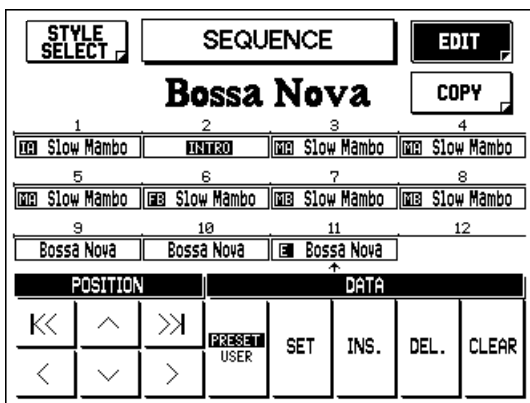 STYLE SELECT SEQUENCE EDIT
Bossa Nova COPY
1 2 3 4
IA Slow Mambo INTRO MA Slow Mambo MA Slow Mambo
5 6 7 8
MA Slow Mambo FB Slow Mambo MB Slow Mambo MB Slow Mambo
9 10 11 12
Bossa Nova Bossa Nova E Bossa Nova
POSITION DATA
PRESET
USER SET INS. DEL. CLEAR